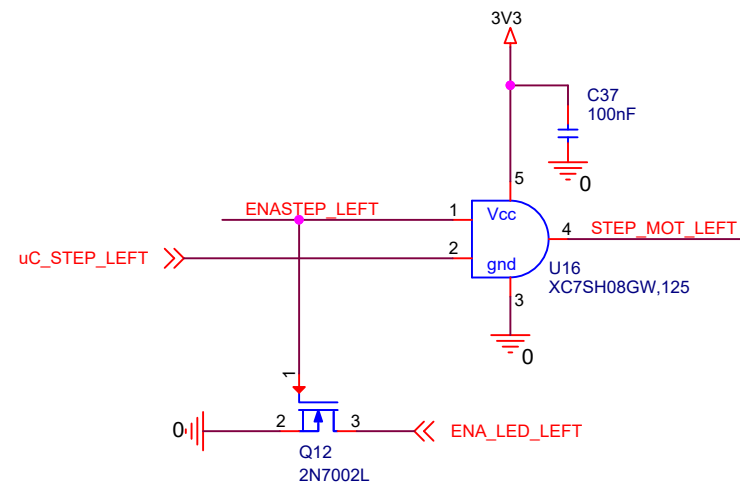 3V3
C37
100nF
0
5
ENASTEP_LEFT
1
Vcc
4
STEP_MOT_LEFT
uC_STEP_LEFT
2
gnd
U16
XC7SH08GW,125
3
0
1
0
2
3
ENA_LED_LEFT
Q12
2N7002L